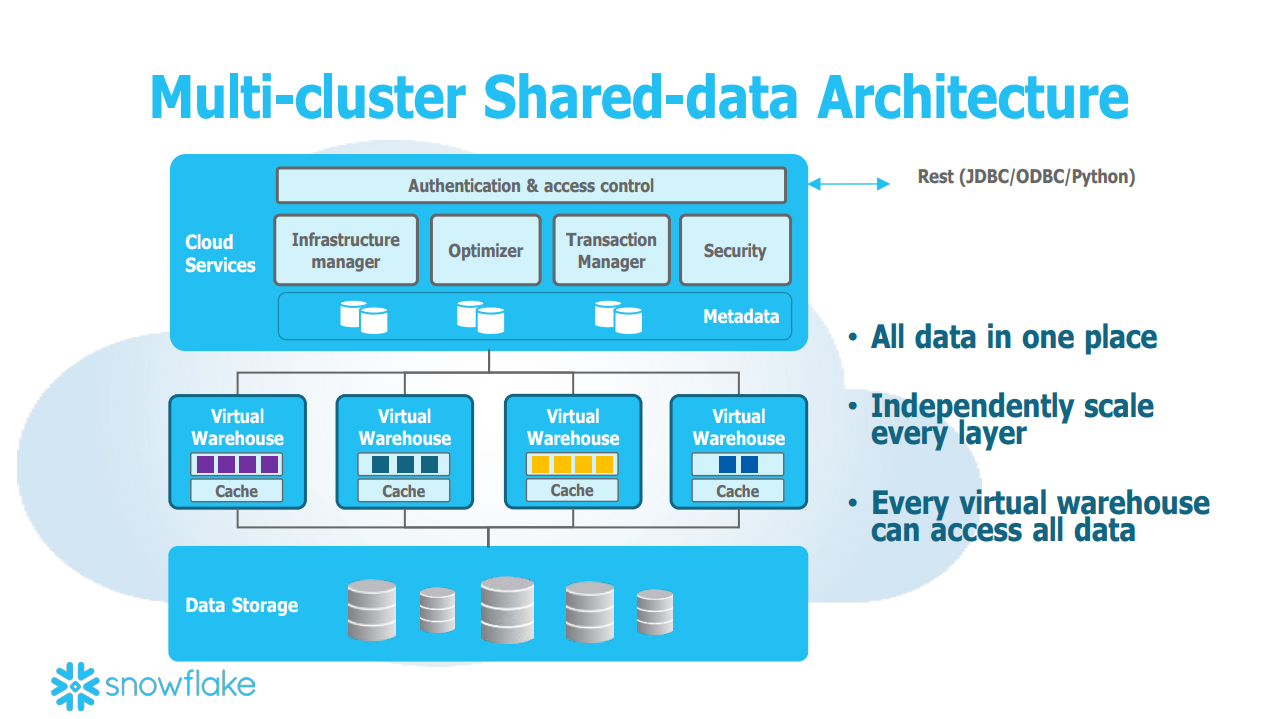 Multi-cluster Shared-data Architecture
Authentication & access control
Rest (JDBC/ODBC/Python)
Cloud
Services
Infrastructure
manager
Optimizer
Transaction
Manager
Security
Metadata
Virtual
Warehouse
Cache
Virtual
Warehouse
Cache
Virtual
Warehouse
Cache
Virtual
Warehouse
Cache
Data Storage
• All data in one place
• Independently scale
every layer
• Every virtual warehouse
can access all data
snowflake